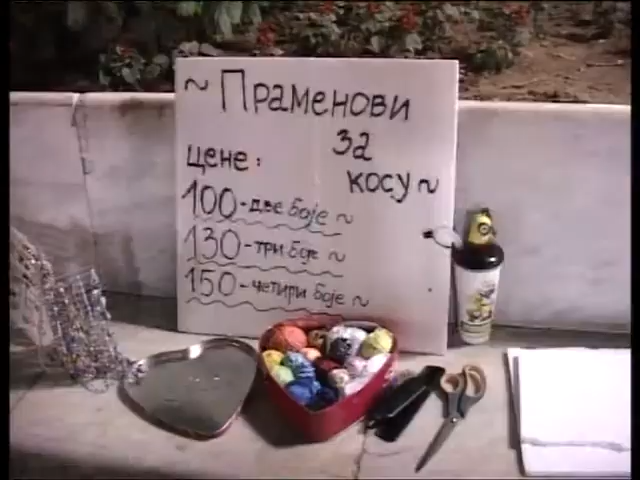 ~ Праменови
за
косу ~
цене:
100-две боје ~
130-три боје ~
150-четири боје ~